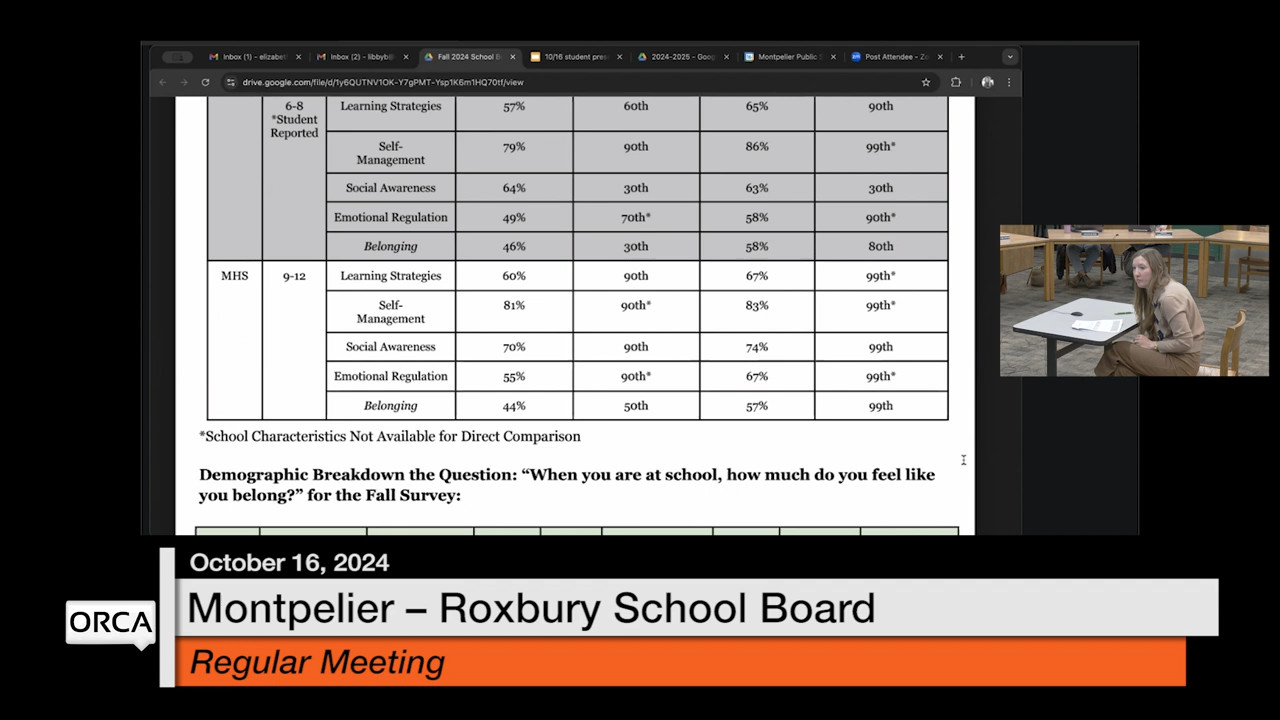 Inbox (1) - elizabet
Inbox (2) - libbyb@
Fall 2024 School B
10/16 student pres
2024-2025 - Goog
Montpelier Public S
Post Attendee - Zo
drive.google.com/file/d/1y6QUTNV1OK-Y7gPMT-Ysp1K6m1HQ70tf/view
6-8 *Student Reported
Learning Strategies 57% 60th 65% 90th
Self-Management 79% 90th 86% 99th*
Social Awareness 64% 30th 63% 30th
Emotional Regulation 49% 70th* 58% 90th*
Belonging 46% 30th 58% 80th
MHS 9-12 Learning Strategies 60% 90th 67% 99th*
Self-Management 81% 90th* 83% 99th*
Social Awareness 70% 90th 74% 99th
Emotional Regulation 55% 90th* 67% 99th*
Belonging 44% 50th 57% 99th
*School Characteristics Not Available for Direct Comparison
Demographic Breakdown the Question: “When you are at school, how much do you feel like
you belong?” for the Fall Survey:
October 16, 2024
Montpelier – Roxbury School Board
ORCA
Regular Meeting